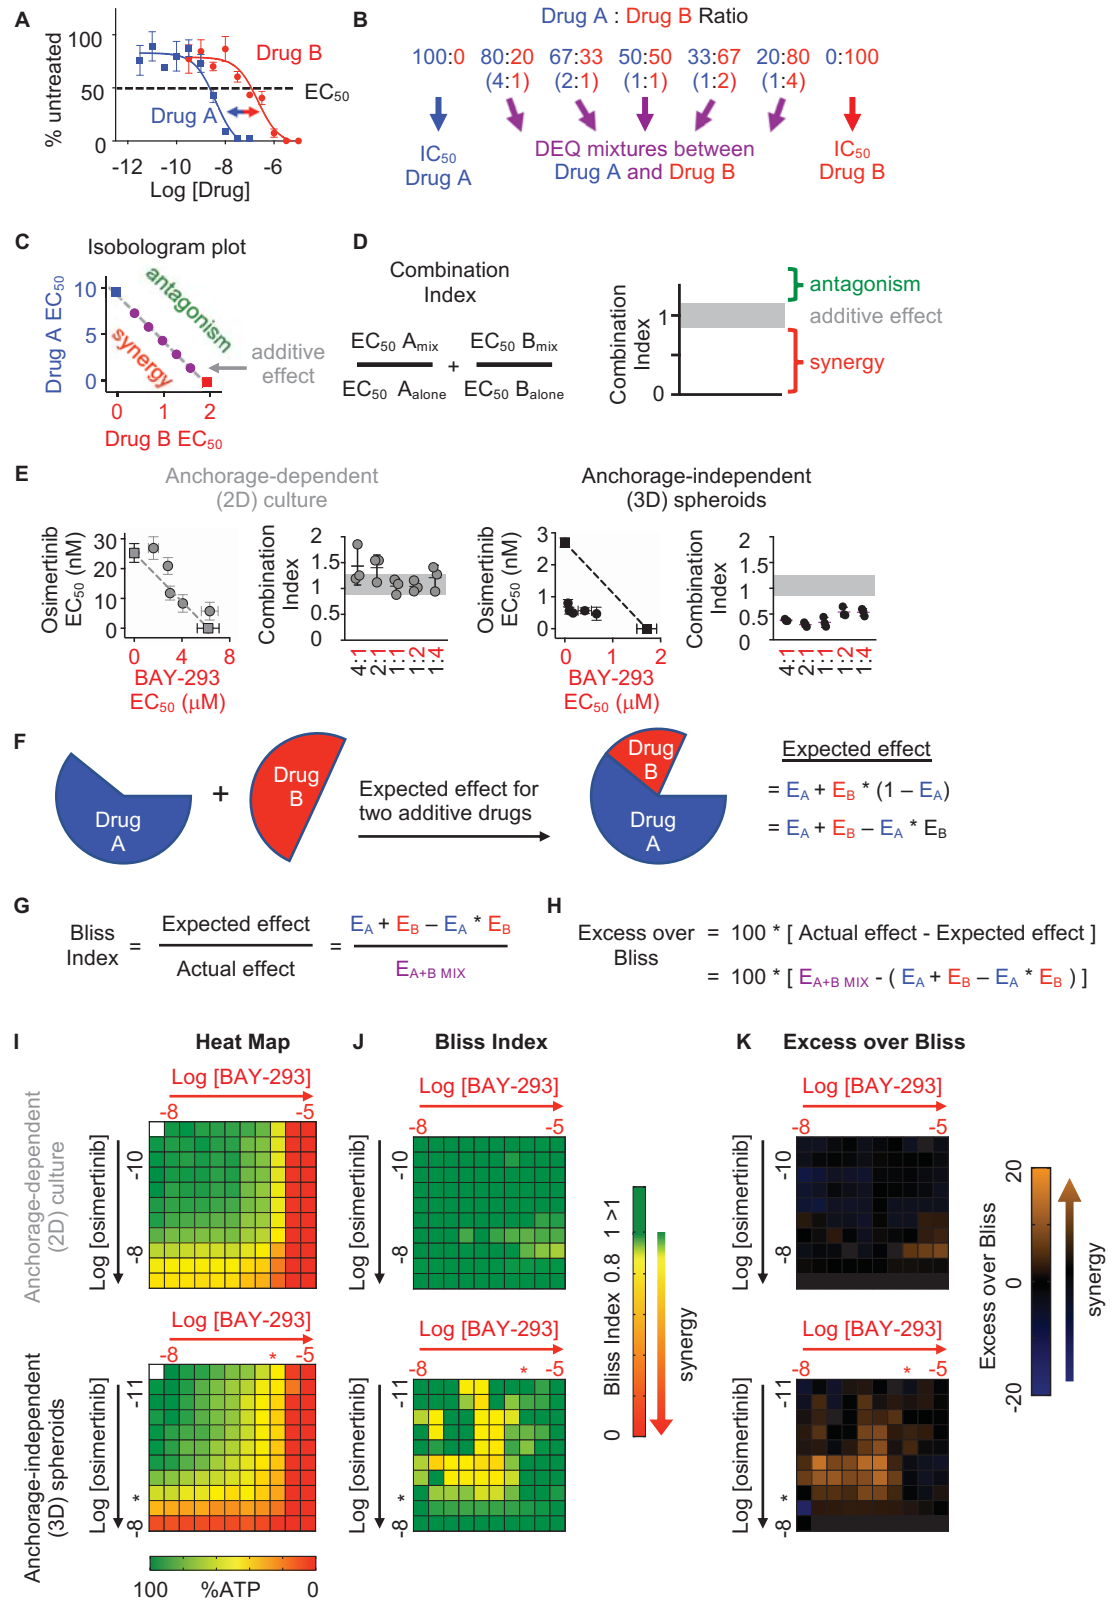 A
% untreated
100
50
0
Drug B
EC50
Drug A
-12 -10 -8 -6
Log [Drug]
B
Drug A : Drug B Ratio
100:0 80:20 67:33 50:50 33:67 20:80 0:100
(4:1) (2:1) (1:1) (1:2) (1:4)
IC50
Drug A
DEQ mixtures between
Drug A and Drug B
IC50
Drug B
C
Isobologram plot
Drug A EC50
10
5
0
antagonism
synergy
additive
effect
0 1 2
Drug B EC50
D
Combination
Index
EC50 Amix
EC50 Aalone
+
EC50 Bmix
EC50 Balone
Combination
Index
1
0
antagonism
additive effect
synergy
E
Anchorage-dependent
(2D) culture
Osimertinib
EC50 (nM)
30
20
10
0
0 4 8
BAY-293
EC50 (μM)
Combination
Index
2
1.5
1
0.5
0
4:1 2:1 1:1 1:2 1:4
Anchorage-independent
(3D) spheroids
Osimertinib
EC50 (nM)
3
2
1
0
0 1 2
BAY-293
EC50 (μM)
Combination
Index
2
1.5
1
0.5
0
4:1 2:1 1:1 1:2 1:4
F
Drug
A
+
Drug
B
Expected effect for
two additive drugs
Drug
B
Drug
A
Expected effect
= EA + EB * (1 – EA)
= EA + EB – EA * EB
G
Bliss
Index
=
Expected effect
Actual effect
=
EA + EB – EA * EB
EA+B MIX
H
Excess over
Bliss
= 100 * [ Actual effect - Expected effect ]
= 100 * [ EA+B MIX - ( EA + EB – EA * EB ) ]
I
Heat Map
Anchorage-dependent
(2D) culture
Log [BAY-293]
-8 -5
Log [osimertinib]
-10
-8
Anchorage-independent
(3D) spheroids
Log [BAY-293]
-8 * -5
Log [osimertinib]
-11
*
-8
100 %ATP 0
J
Bliss Index
Log [BAY-293]
-8 -5
Log [osimertinib]
-10
-8
Log [BAY-293]
-8 * -5
Log [osimertinib]
-11
*
-8
0 Bliss Index 0.8 1 >1
synergy
K
Excess over Bliss
Log [BAY-293]
-8 -5
Log [osimertinib]
-10
-8
Log [BAY-293]
-8 * -5
Log [osimertinib]
-11
*
-8
Excess over Bliss
20
0
-20
synergy